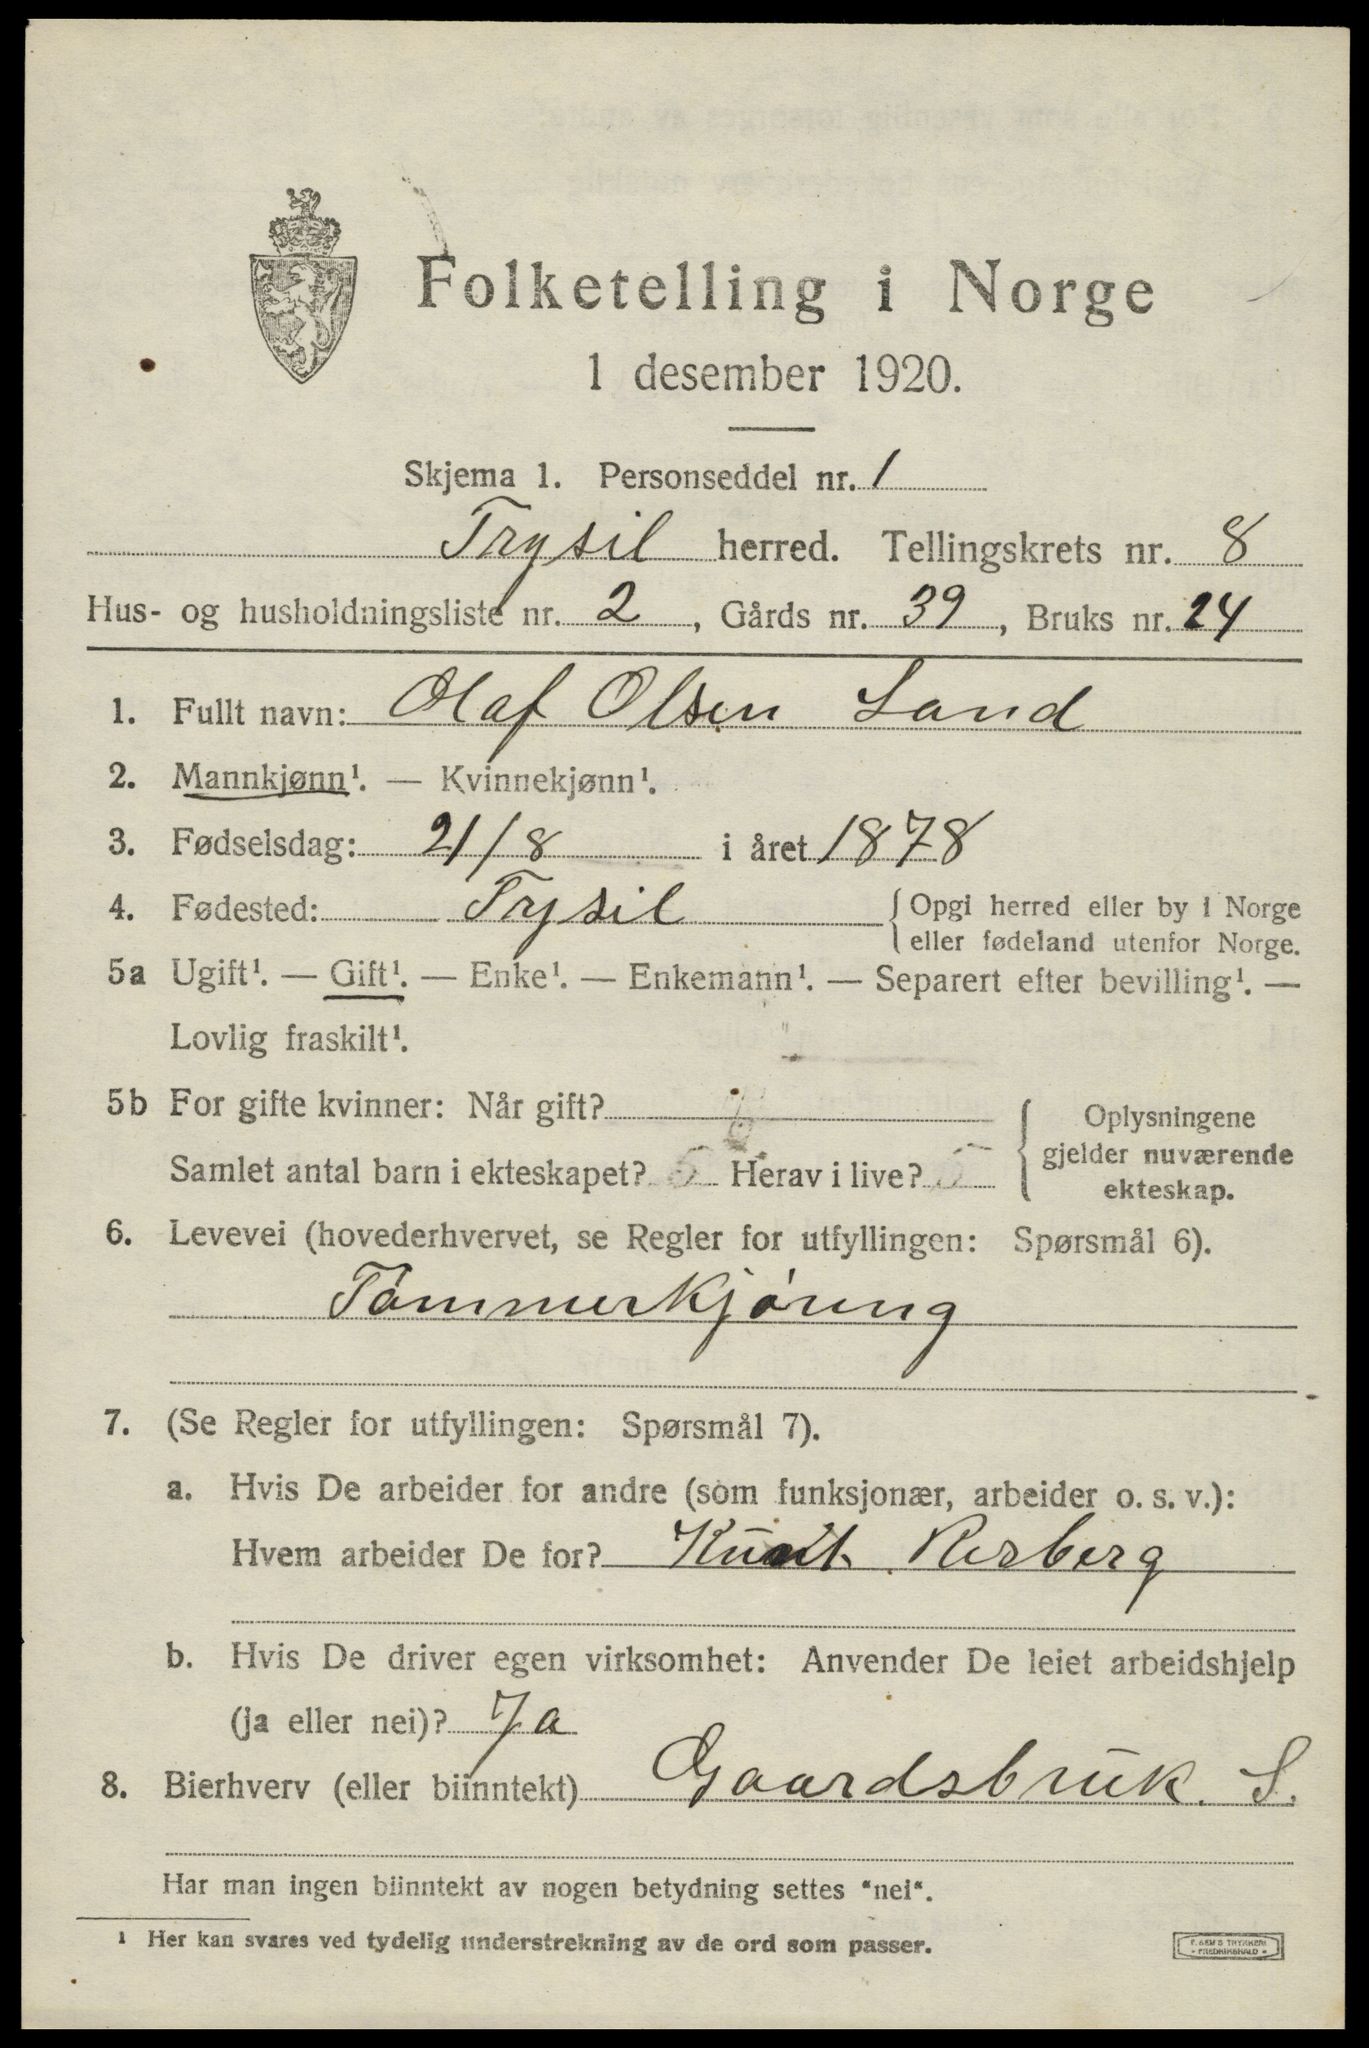 Folketelling i Norge
1 desember 1920.
Skjema 1. Personseddel nr. 1
Trysil herred. Tellingskrets nr. 8
Hus- og husholdningsliste nr. 2, Gårds nr. 39, Bruks nr. 24
1. Fullt navn: Olaf Olsen Sand
2. Mannkjønn¹. — Kvinnekjønn¹.
3. Fødselsdag: 21/8 i året 1878
4. Fødested: Trysil {Opgi herred eller by i Norge
eller fødeland utenfor Norge.
5a Ugift¹. — Gift¹. — Enke¹. — Enkemann¹. — Separert efter bevilling¹. —
Lovlig fraskilt¹.
5b For gifte kvinner: Når gift?
Oplysningene
gjelder nuværende
ekteskap.
Samlet antal barn i ekteskapet? 5 Herav i live? 5
6. Levevei (hovederhvervet, se Regler for utfyllingen: Spørsmål 6).
Tømmerkjøring
7. (Se Regler for utfyllingen: Spørsmål 7).
a. Hvis De arbeider for andre (som funksjonær, arbeider o. s. v.):
Hvem arbeider De for?
b. Hvis De driver egen virksomhet: Anvender De leiet arbeidshjelp
(ja eller nei)? Ja
8. Bierhverv (eller biinntekt) Gaardsbruk. S.
Har man ingen biinntekt av nogen betydning settes "nei".
¹ Her kan svares ved tydelig understrekning av de ord som passer.